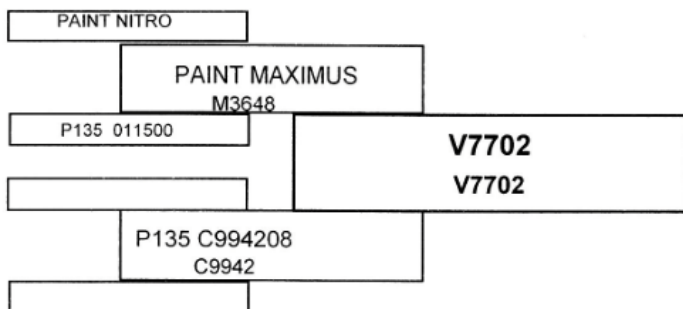 PAINT NITRO
PAINT MAXIMUS
M3648
P135 011500
V7702
V7702
P135 C994208
C9942